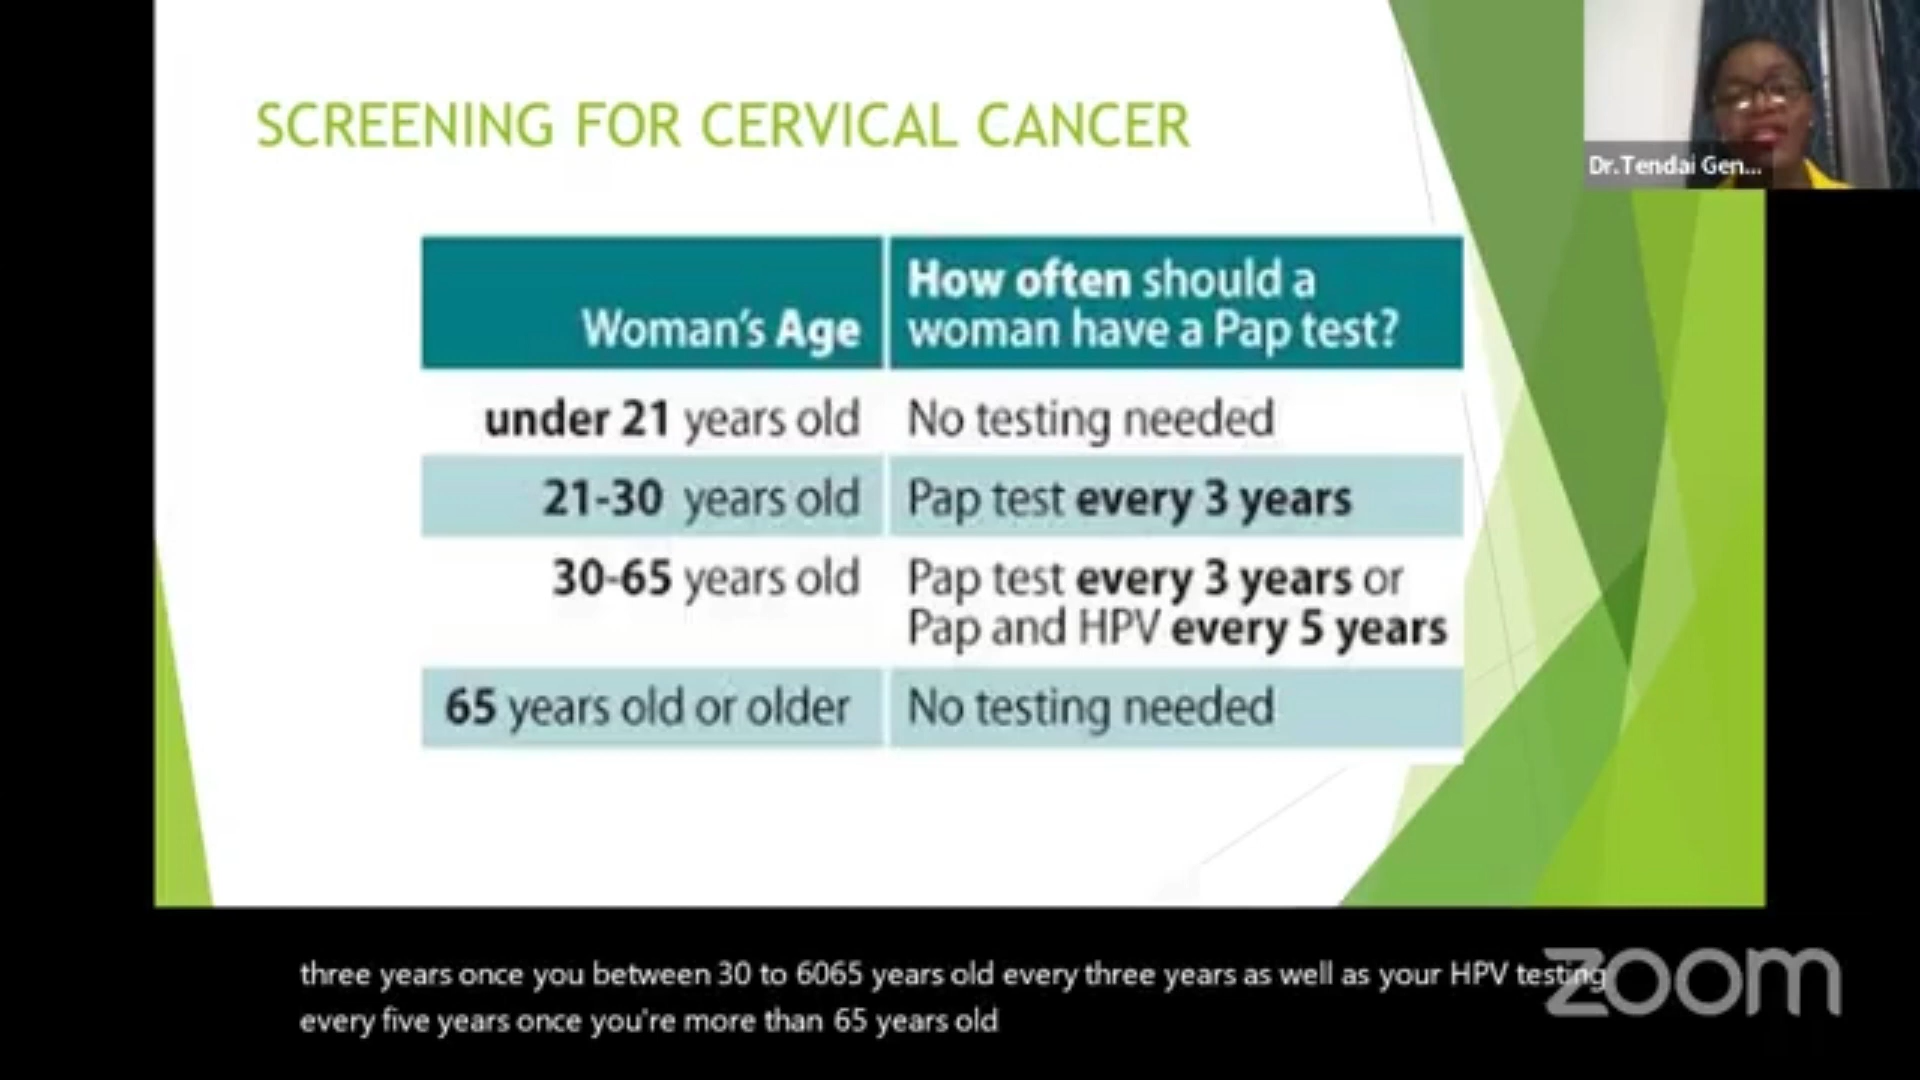 SCREENING FOR CERVICAL CANCER
Dr.Tendai Gen...
Woman's Age
How often should a
woman have a Pap test?
under 21 years old
No testing needed
21-30 years old
Pap test every 3 years
30-65 years old
Pap test every 3 years or
Pap and HPV every 5 years
65 years old or older
No testing needed
three years once you between 30 to 6065 years old every three years as well as your HPV testing
every five years once you're more than 65 years old
zoom